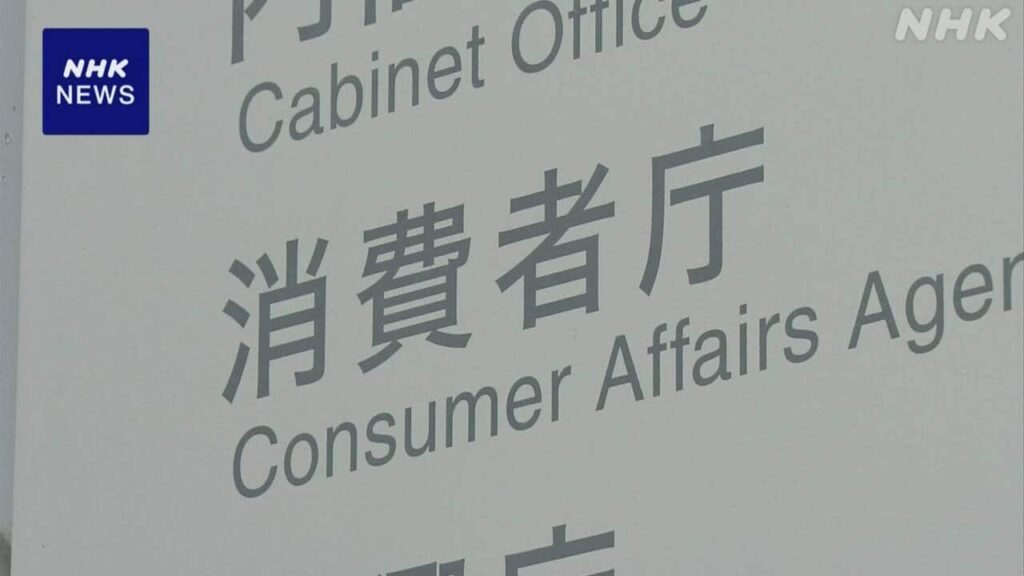 NHK
NEWS
NHK
Cabinet Office
消費者庁
Consumer Affairs Agen